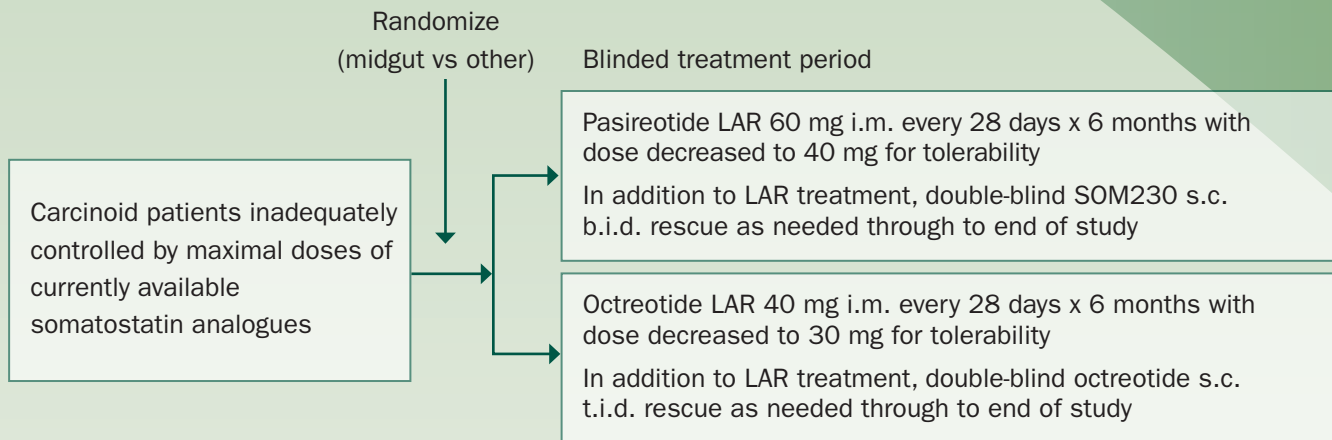 Randomize
(midgut vs other)
Blinded treatment period
Carcinoid patients inadequately
controlled by maximal doses of
currently available
somatostatin analogues
Pasireotide LAR 60 mg i.m. every 28 days x 6 months with
dose decreased to 40 mg for tolerability
In addition to LAR treatment, double-blind SOM230 s.c.
b.i.d. rescue as needed through to end of study
Octreotide LAR 40 mg i.m. every 28 days x 6 months with
dose decreased to 30 mg for tolerability
In addition to LAR treatment, double-blind octreotide s.c.
t.i.d. rescue as needed through to end of study